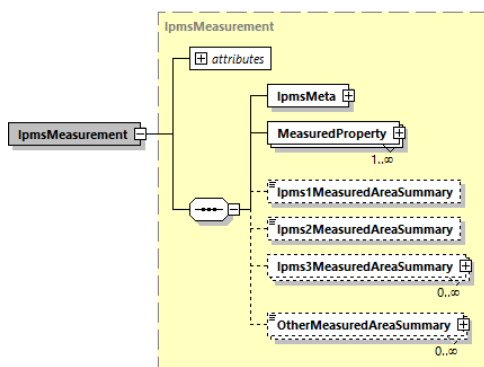 IpmsMeasurement
attributes
IpmsMeta
IpmsMeasurement
MeasuredProperty
1..∞
Ipms1MeasuredAreaSummary
Ipms2MeasuredAreaSummary
Ipms3MeasuredAreaSummary
0..∞
OtherMeasuredAreaSummary
0..∞